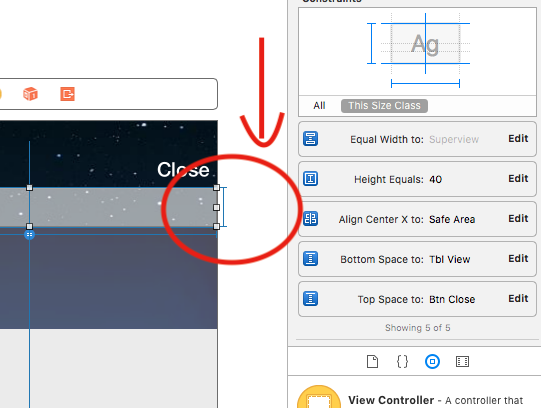 Constraints
Ag
All This Size Class
Close
Equal Width to: Superview Edit
Height Equals: 40 Edit
Align Center X to: Safe Area Edit
Bottom Space to: Tbl View Edit
Top Space to: Btn Close Edit
Showing 5 of 5
{ }
View Controller - A controller that